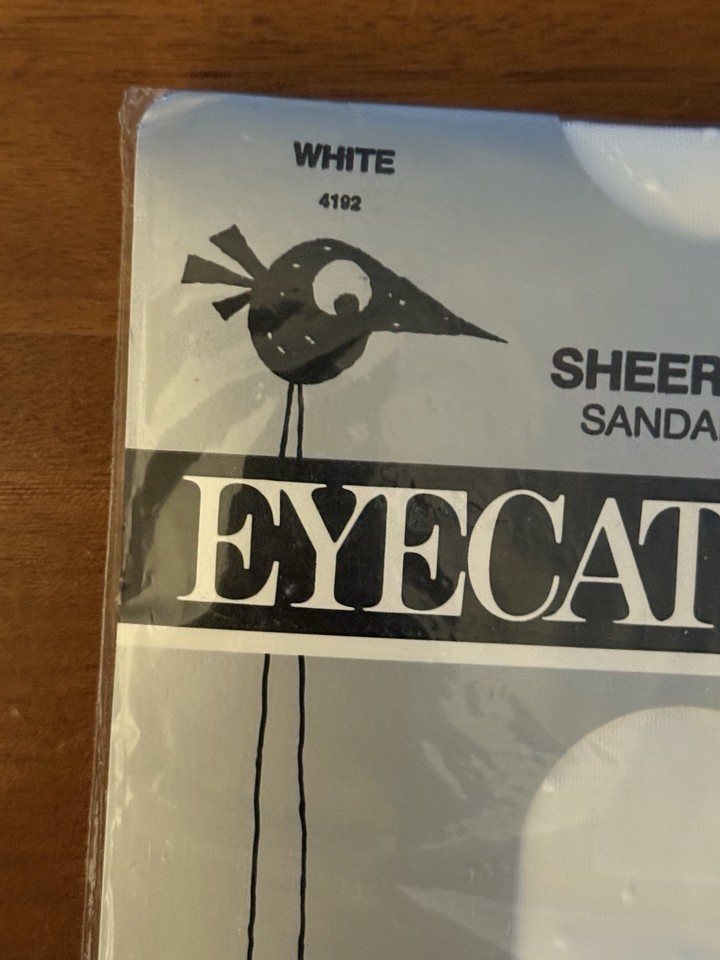 WHITE
4192
SHEER
SANDA
EYECAT